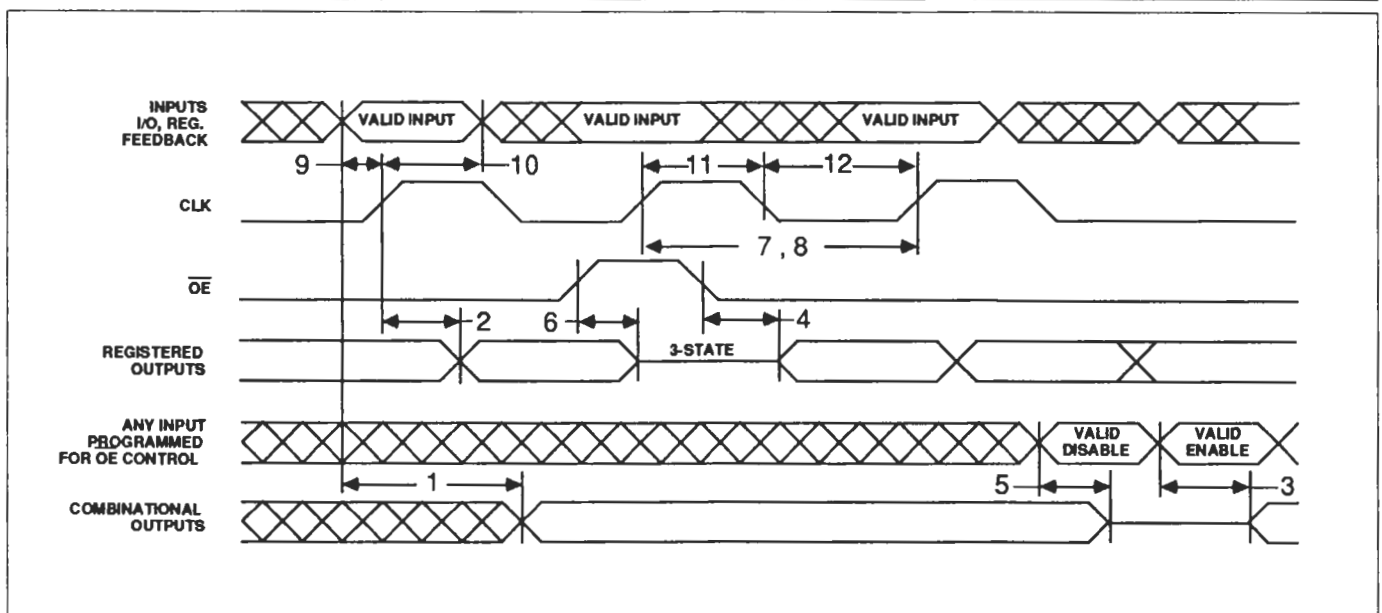 INPUTS
I/O, REG.
FEEDBACK
VALID INPUT
VALID INPUT
VALID INPUT
9
10
11
12
CLK
7 , 8
OE
2
6
4
REGISTERED
OUTPUTS
3-STATE
ANY INPUT
PROGRAMMED
FOR OE CONTROL
VALID
DISABLE
VALID
ENABLE
1
5
3
COMBINATIONAL
OUTPUTS